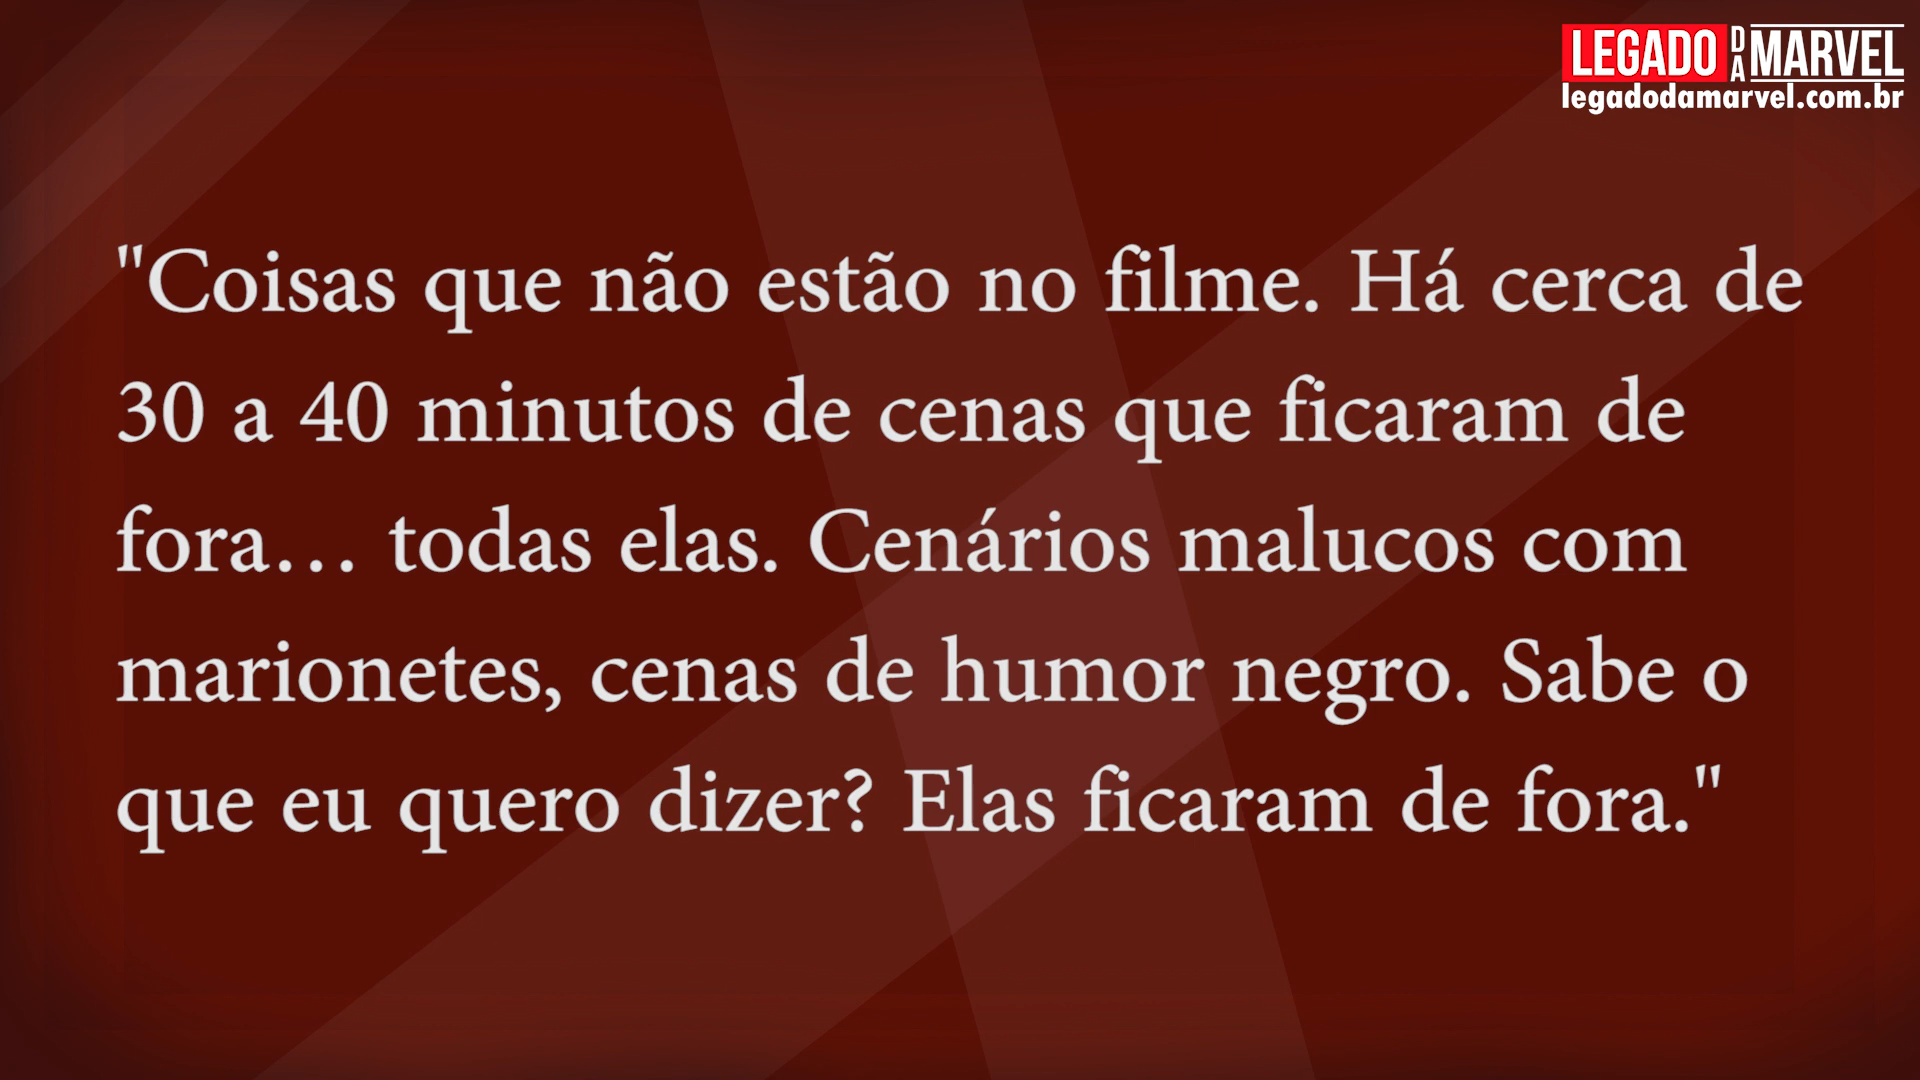 LEGADO DA MARVEL
legadodamarvel.com.br
"Coisas que não estão no filme. Há cerca de
30 a 40 minutos de cenas que ficaram de
fora… todas elas. Cenários malucos com
marionetes, cenas de humor negro. Sabe o
que eu quero dizer? Elas ficaram de fora."